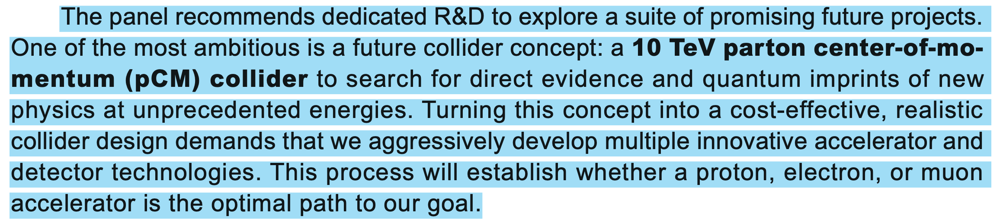 The panel recommends dedicated R&D to explore a suite of promising future projects.
One of the most ambitious is a future collider concept: a 10 TeV parton center-of-mo-
mentum (pCM) collider to search for direct evidence and quantum imprints of new
physics at unprecedented energies. Turning this concept into a cost-effective, realistic
collider design demands that we aggressively develop multiple innovative accelerator and
detector technologies. This process will establish whether a proton, electron, or muon
accelerator is the optimal path to our goal.